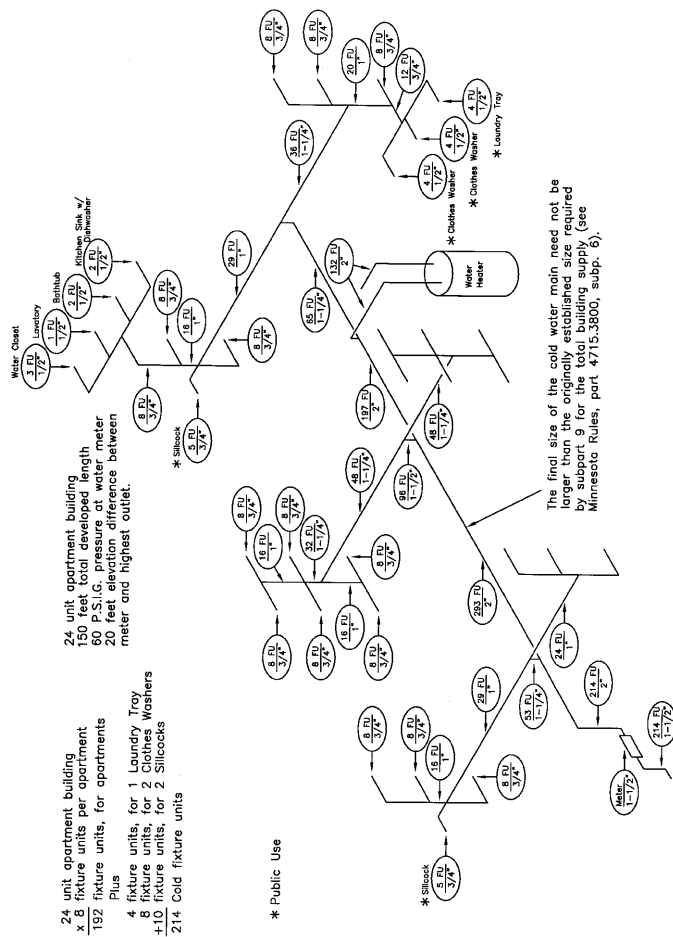 24 unit apartment building
x 8 fixture units per apartment
192 fixture units, for apartments
Plus
4 fixture units, for 1 Laundry Tray
8 fixture units, for 2 Clothes Washers
+10 fixture units, for 2 Sillcocks
214 Cold fixture units
24 unit apartment building
150 feet total developed length
60 P.S.I.G. pressure at water meter
20 feet elevation difference between
meter and highest outlet.
* Public Use
Water Closet
3 FU
1/2"
Lavatory
1 FU
1/2"
Bathtub
2 FU
1/2"
Kitchen Sink w/
Dishwasher
2 FU
1/2"
8 FU
3/4"
8 FU
3/4"
16 FU
1"
8 FU
3/4"
* Sillcock
5 FU
3/4"
29 FU
1"
36 FU
1-1/4"
8 FU
3/4"
8 FU
3/4"
20 FU
1"
8 FU
3/4"
12 FU
3/4"
4 FU
1/2"
* Laundry Tray
4 FU
1/2"
* Clothes Washer
4 FU
1/2"
* Clothes Washer
65 FU
1-1/4"
132 FU
2"
Water
Heater
197 FU
2"
48 FU
1-1/4"
48 FU
1-1/4"
96 FU
1-1/2"
8 FU
3/4"
16 FU
1"
8 FU
3/4"
8 FU
3/4"
32 FU
1-1/4"
8 FU
3/4"
16 FU
1"
8 FU
3/4"
8 FU
3/4"
293 FU
2"
8 FU
3/4"
8 FU
3/4"
16 FU
1"
8 FU
3/4"
* Sillcock
5 FU
3/4"
29 FU
1"
53 FU
1-1/4"
24 FU
1"
214 FU
2"
Meter
1-1/2"
214 FU
1-1/2"
The final size of the cold water main need not be
larger than the originally established size required
by subpart 9 for the total building supply (see
Minnesota Rules, part 4715.3800, subp. 6).